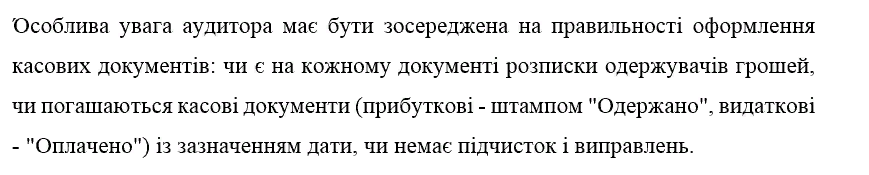 Особлива увага аудитора має бути зосереджена на правильності оформлення
касових документів: чи є на кожному документі розписки одержувачів грошей,
чи погашаються касові документи (прибуткові - штампом "Одержано", видаткові
- "Оплачено") із зазначенням дати, чи немає підчисток і виправлень.